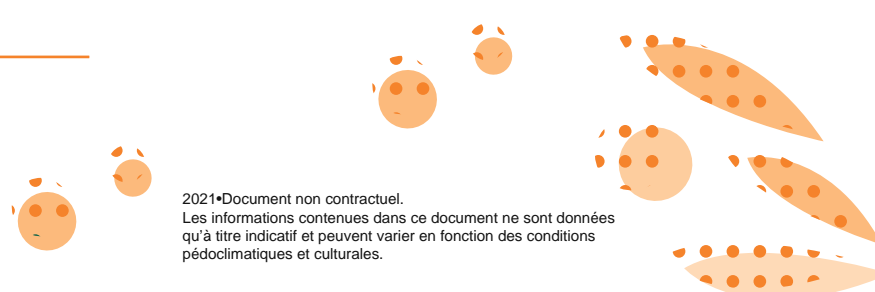 2021•Document non contractuel.
Les informations contenues dans ce document ne sont données
qu'à titre indicatif et peuvent varier en fonction des conditions
pédoclimatiques et culturales.